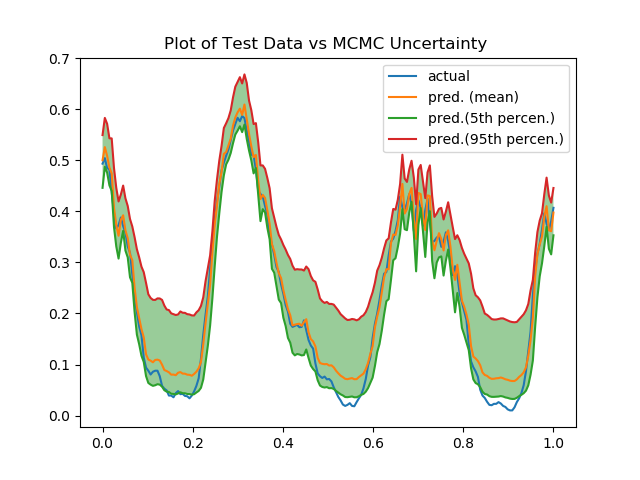 Plot of Test Data vs MCMC Uncertainty
0.7
0.6
0.5
0.4
0.3
0.2
0.1
0.0
actual
pred. (mean)
pred.(5th percen.)
pred.(95th percen.)
0.0 0.2 0.4 0.6 0.8 1.0